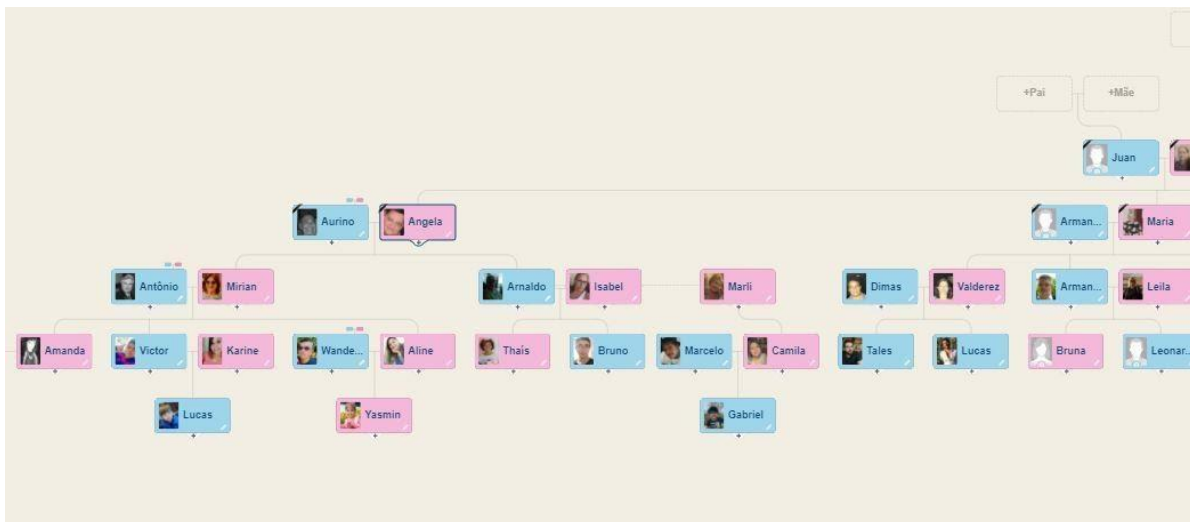 +Pai
+Mãe
Juan
Aurino
Angela
Arman...
Maria
Antônio
Mirian
Arnaldo
Isabel
Marli
Dimas
Valderez
Arman...
Leila
Amanda
Victor
Karine
Wande...
Aline
Thaís
Bruno
Marcelo
Camila
Tales
Lucas
Bruna
Leonar...
Lucas
Yasmin
Gabriel